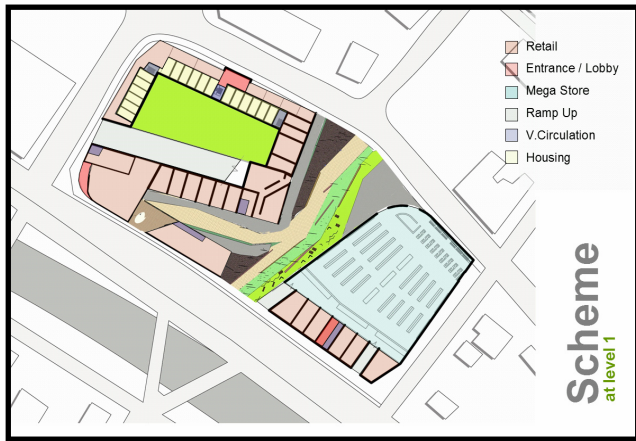 Retail
Entrance / Lobby
Mega Store
Ramp Up
V.Circulation
Housing
Scheme
at level 1